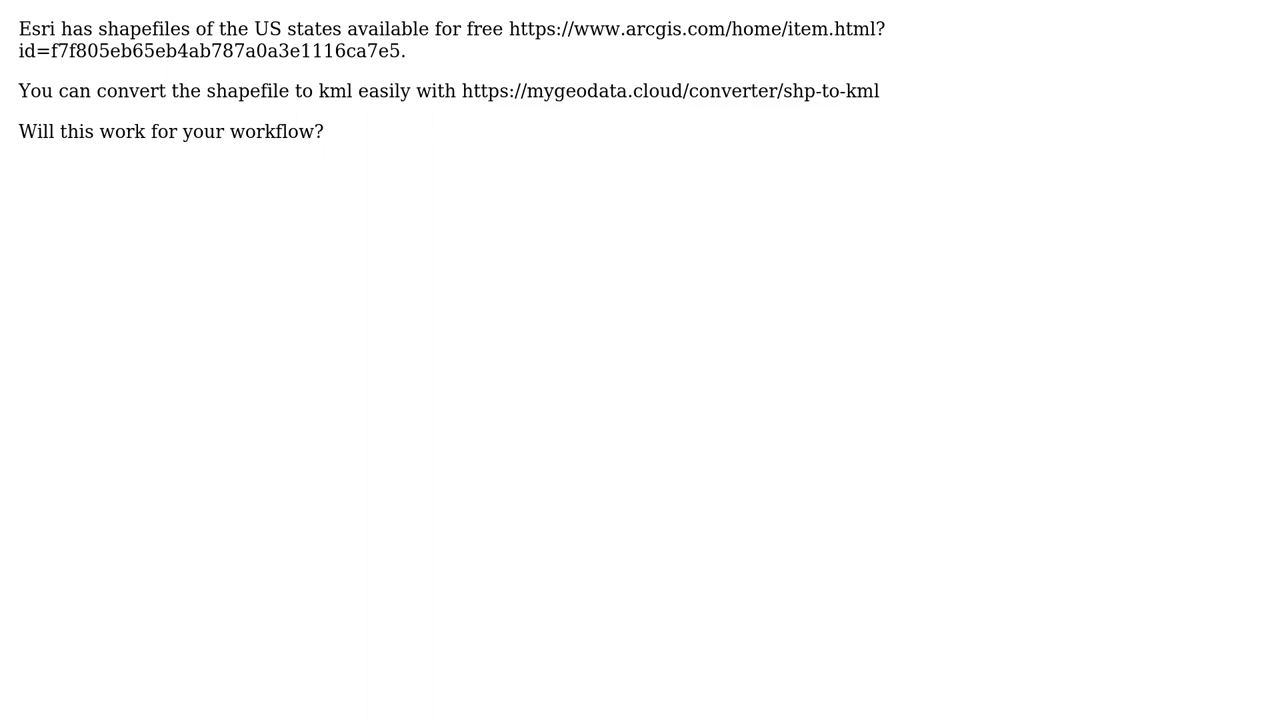 Esri has shapefiles of the US states available for free https://www.arcgis.com/home/item.html?
id=f7f805eb65eb4ab787a0a3e1116ca7e5.
You can convert the shapefile to kml easily with https://mygeodata.cloud/converter/shp-to-kml
Will this work for your workflow?